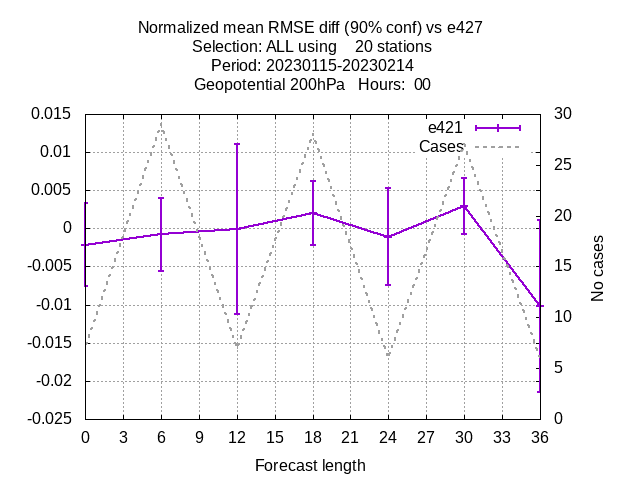 Normalized mean RMSE diff (90% conf) vs e427
Selection: ALL using    20 stations
Period: 20230115-20230214
Geopotential 200hPa   Hours:  00
e421
Cases
0.015
0.01
0.005
0
-0.005
-0.01
-0.015
-0.02
-0.025
30
25
20
15
10
5
0
No cases
0 3 6 9 12 15 18 21 24 27 30 33 36
Forecast length